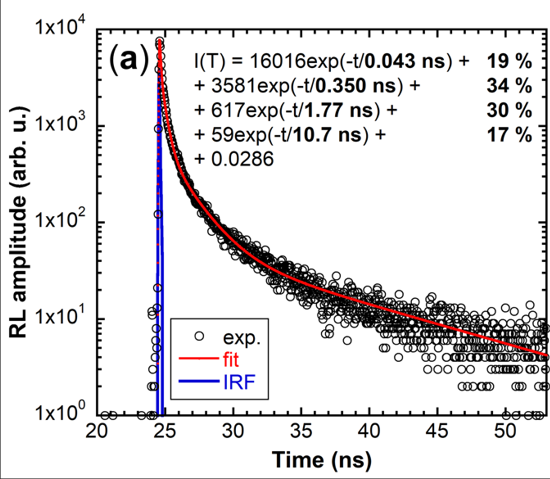 (a)
I(T) = 16016exp(-t/0.043 ns) + 19 %
+ 3581exp(-t/0.350 ns) + 34 %
+ 617exp(-t/1.77 ns) + 30 %
+ 59exp(-t/10.7 ns) + 17 %
+ 0.0286
RL amplitude (arb. u.)
1x10⁴
1x10³
1x10²
1x10¹
1x10⁰
exp.
fit
IRF
20 25 30 35 40 45 50
Time (ns)